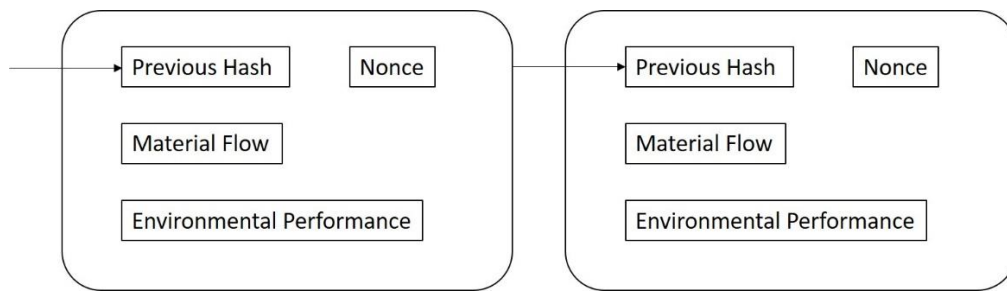 Previous Hash
Nonce
Material Flow
Environmental Performance
Previous Hash
Nonce
Material Flow
Environmental Performance